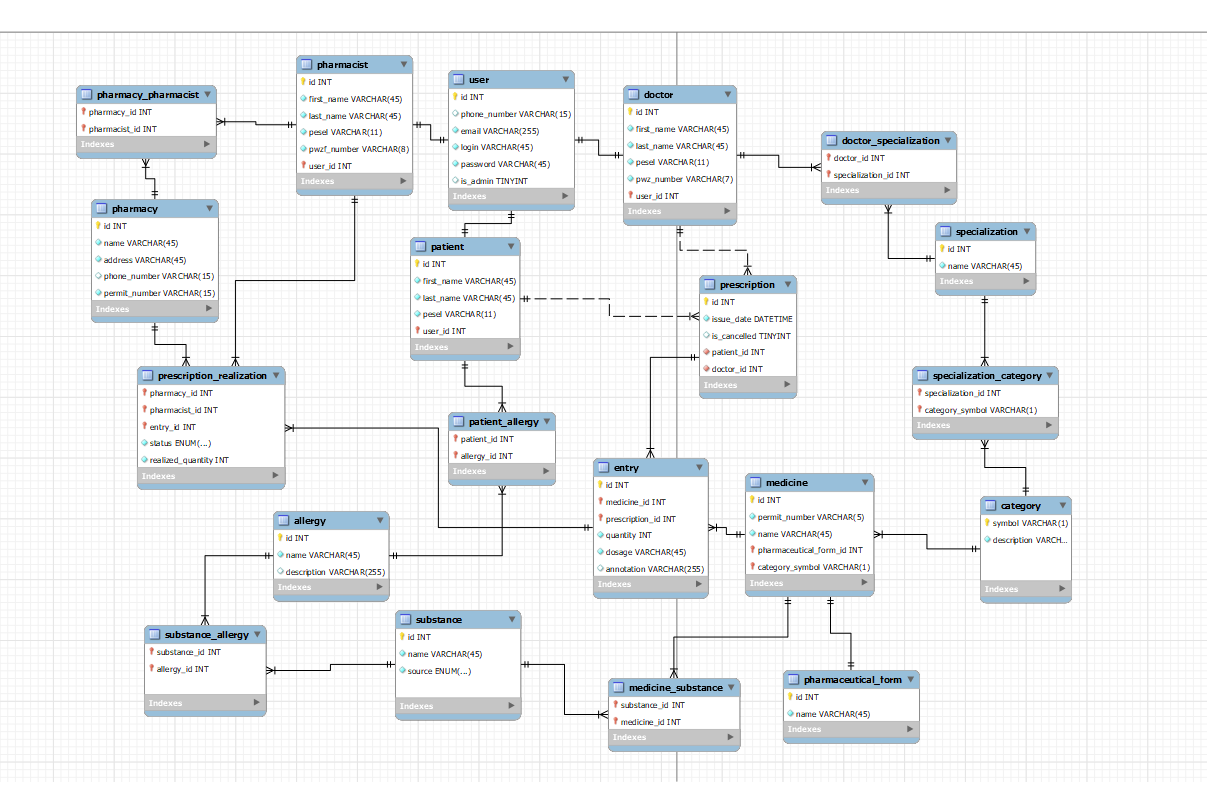 pharmacist
id INT
first_name VARCHAR(45)
last_name VARCHAR(45)
pesel VARCHAR(11)
pwzf_number VARCHAR(8)
user_id INT
Indexes
user
id INT
phone_number VARCHAR(15)
email VARCHAR(255)
login VARCHAR(45)
password VARCHAR(45)
is_admin TINYINT
Indexes
pharmacy_pharmacist
pharmacy_id INT
pharmacist_id INT
Indexes
doctor
id INT
first_name VARCHAR(45)
last_name VARCHAR(45)
pesel VARCHAR(11)
pwz_number VARCHAR(7)
user_id INT
Indexes
doctor_specialization
doctor_id INT
specialization_id INT
Indexes
pharmacy
id INT
name VARCHAR(45)
address VARCHAR(45)
phone_number VARCHAR(15)
permit_number VARCHAR(15)
Indexes
specialization
id INT
name VARCHAR(45)
Indexes
patient
id INT
first_name VARCHAR(45)
last_name VARCHAR(45)
pesel VARCHAR(11)
user_id INT
Indexes
prescription
id INT
issue_date DATETIME
is_cancelled TINYINT
patient_id INT
doctor_id INT
Indexes
prescription_realization
pharmacy_id INT
pharmacist_id INT
entry_id INT
status ENUM(...)
realized_quantity INT
Indexes
specialization_category
specialization_id INT
category_symbol VARCHAR(1)
Indexes
patient_allergy
patient_id INT
allergy_id INT
Indexes
entry
id INT
medicine_id INT
prescription_id INT
quantity INT
dosage VARCHAR(45)
annotation VARCHAR(255)
Indexes
medicine
id INT
permit_number VARCHAR(5)
name VARCHAR(45)
pharmaceutical_form_id INT
category_symbol VARCHAR(1)
Indexes
category
symbol VARCHAR(1)
description VARCH...
Indexes
allergy
id INT
name VARCHAR(45)
description VARCHAR(255)
Indexes
substance_allergy
substance_id INT
allergy_id INT
Indexes
substance
id INT
name VARCHAR(45)
source ENUM(...)
Indexes
medicine_substance
substance_id INT
medicine_id INT
Indexes
pharmaceutical_form
id INT
name VARCHAR(45)
Indexes